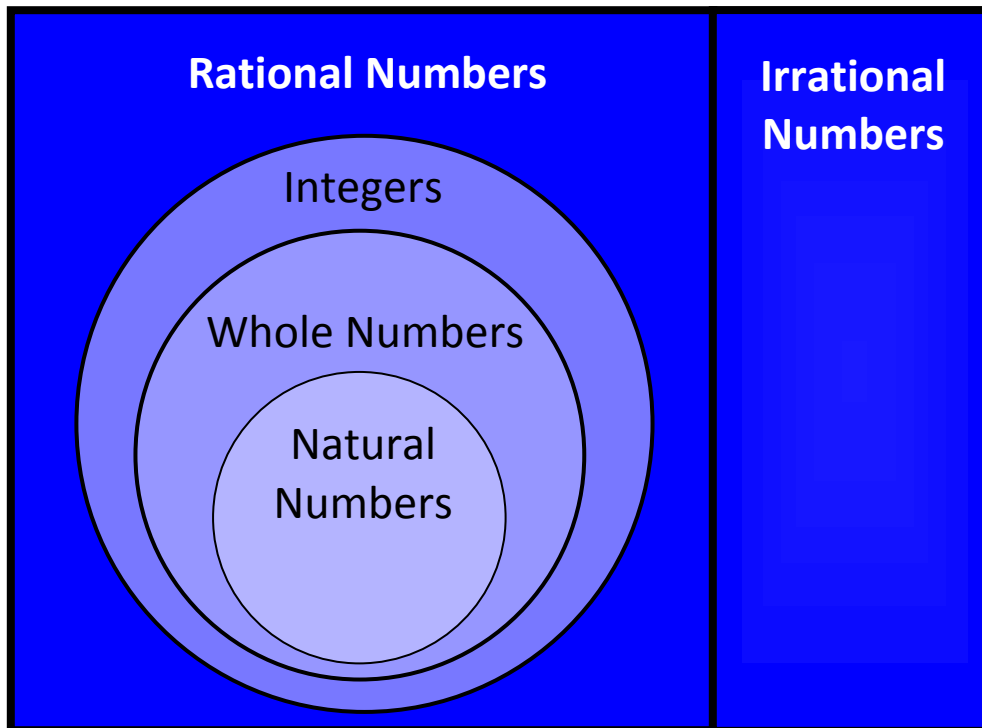 Rational Numbers
Irrational
Numbers
Integers
Whole Numbers
Natural
Numbers